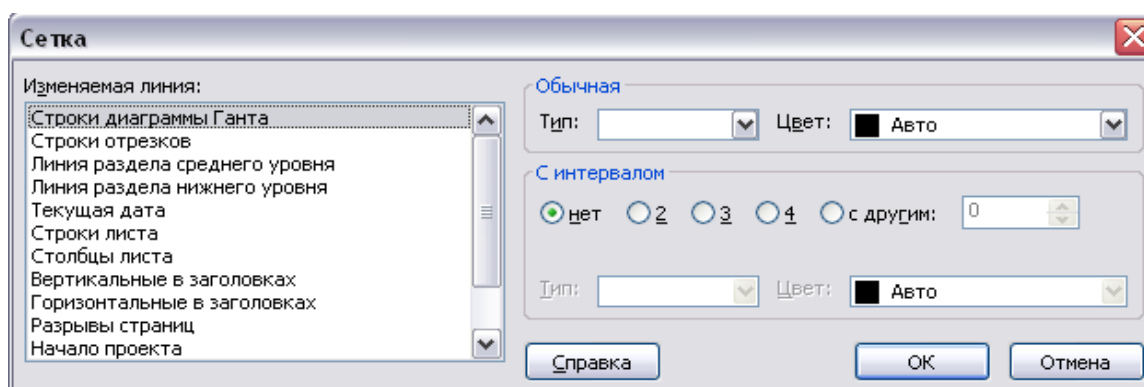 Сетка
Изменяемая линия:
Строки диаграммы Ганта
Строки отрезков
Линия раздела среднего уровня
Линия раздела нижнего уровня
Текущая дата
Строки листа
Столбцы листа
Вертикальные в заголовках
Горизонтальные в заголовках
Разрывы страниц
Начало проекта
Обычная
Тип: Цвет: Авто
С интервалом
нет 2 3 4 с другим: 0
Тип: Цвет: Авто
Справка ОК Отмена